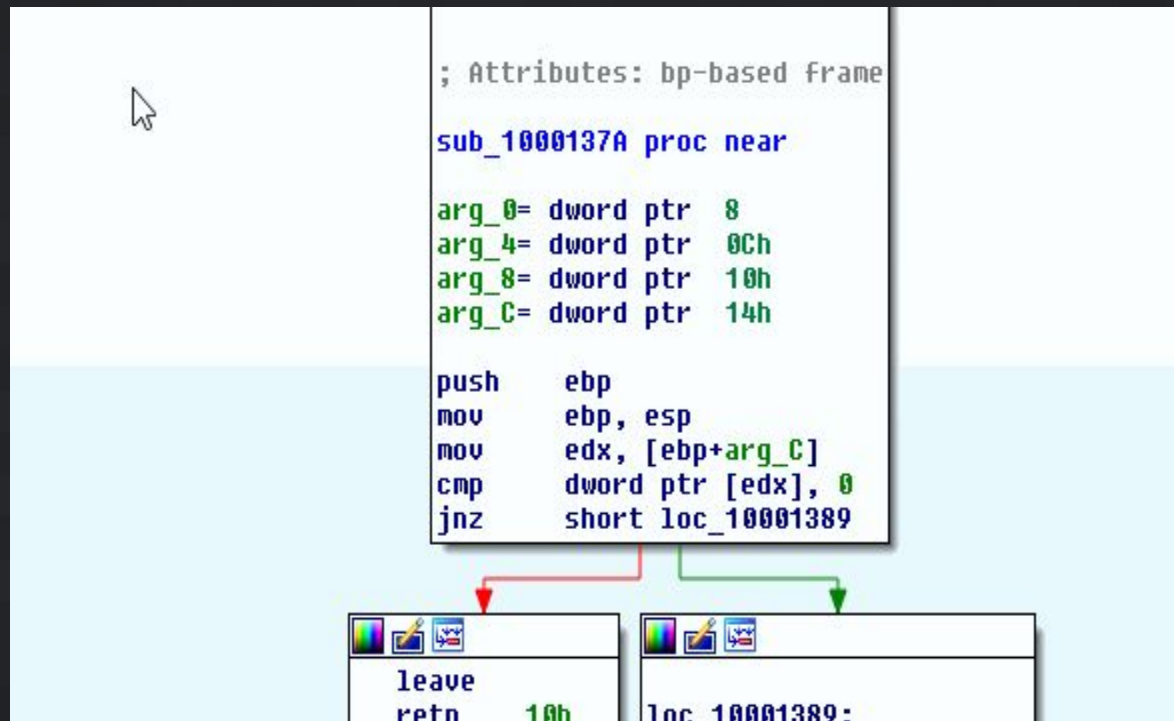 ; Attributes: bp-based frame
sub_1000137A proc near
arg_0= dword ptr  8
arg_4= dword ptr  0Ch
arg_8= dword ptr  10h
arg_C= dword ptr  14h
push    ebp
mov     ebp, esp
mov     edx, [ebp+arg_C]
cmp     dword ptr [edx], 0
jnz     short loc_10001389
leave
retn    10h
loc_10001389: